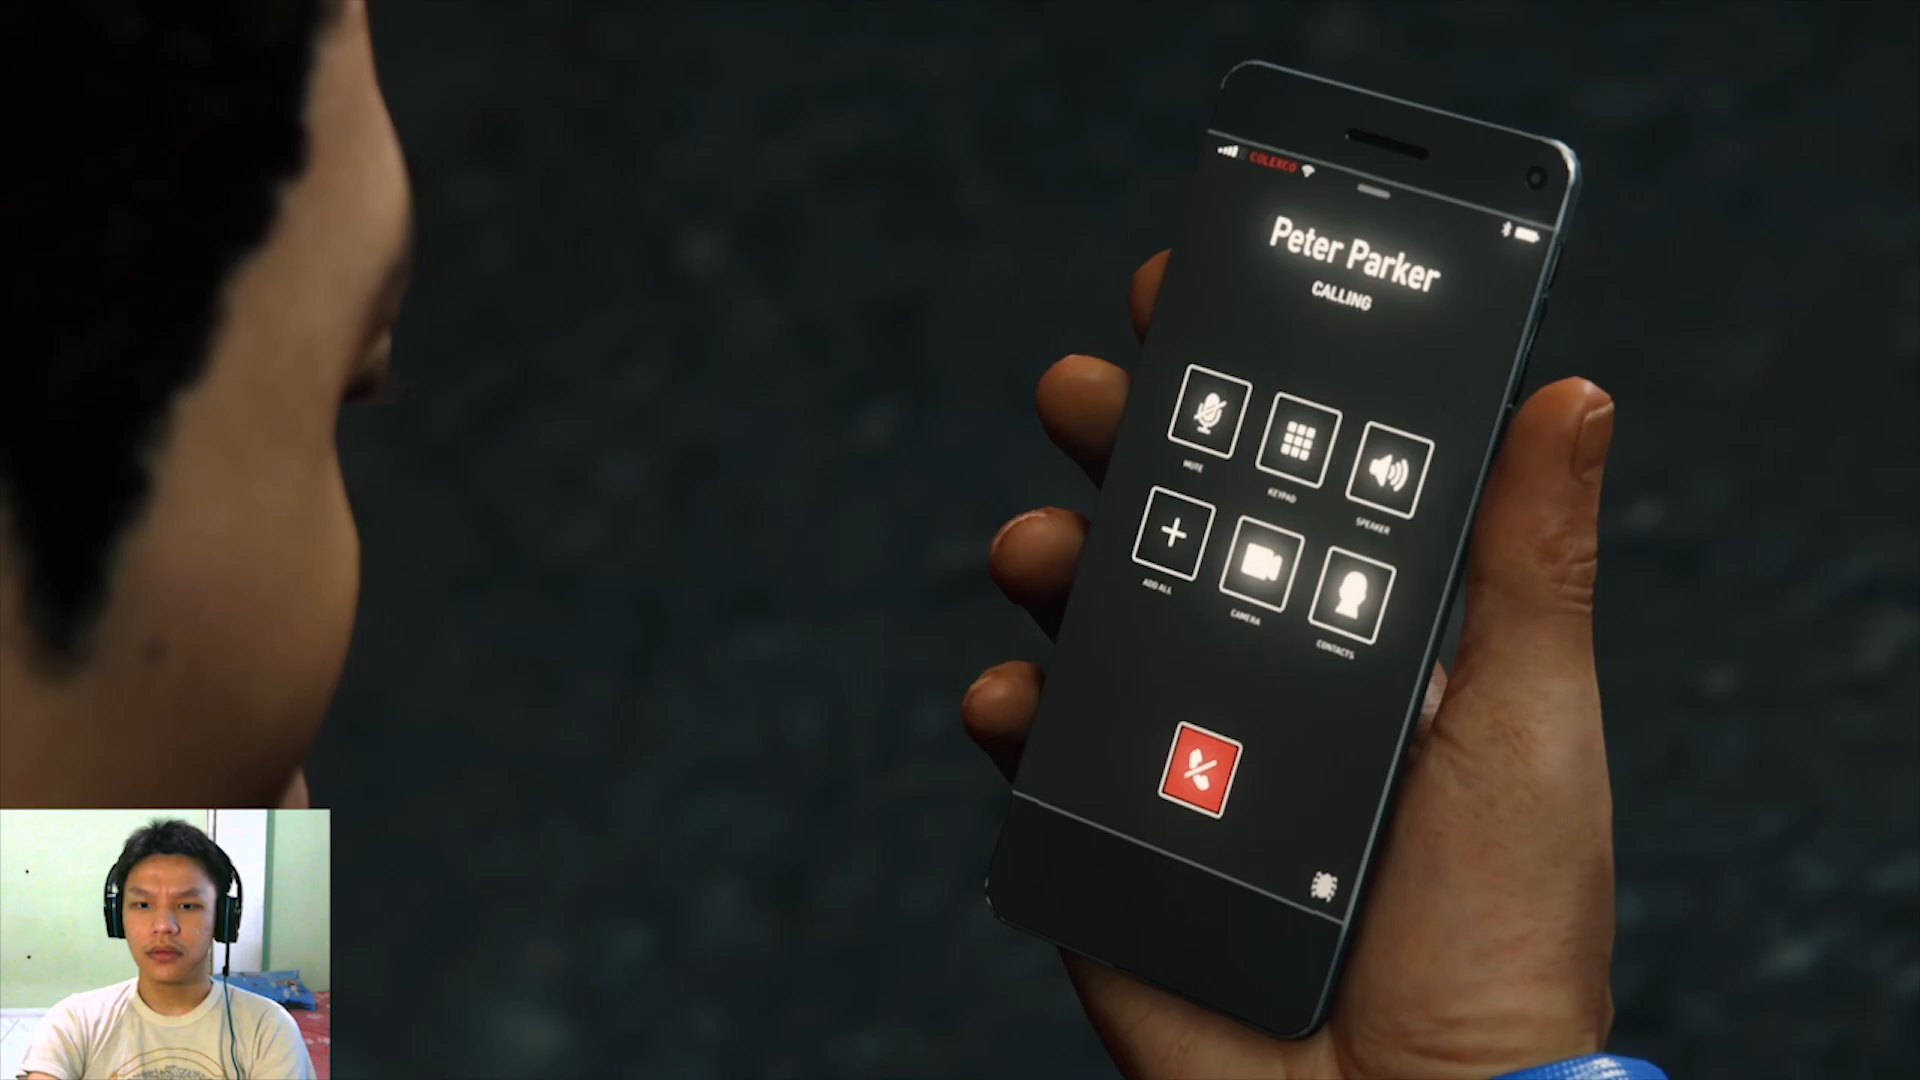 COLEXCO
Peter Parker
CALLING
MUTE
KEYPAD
SPEAKER
ADD ALL
CAMERA
CONTACTS